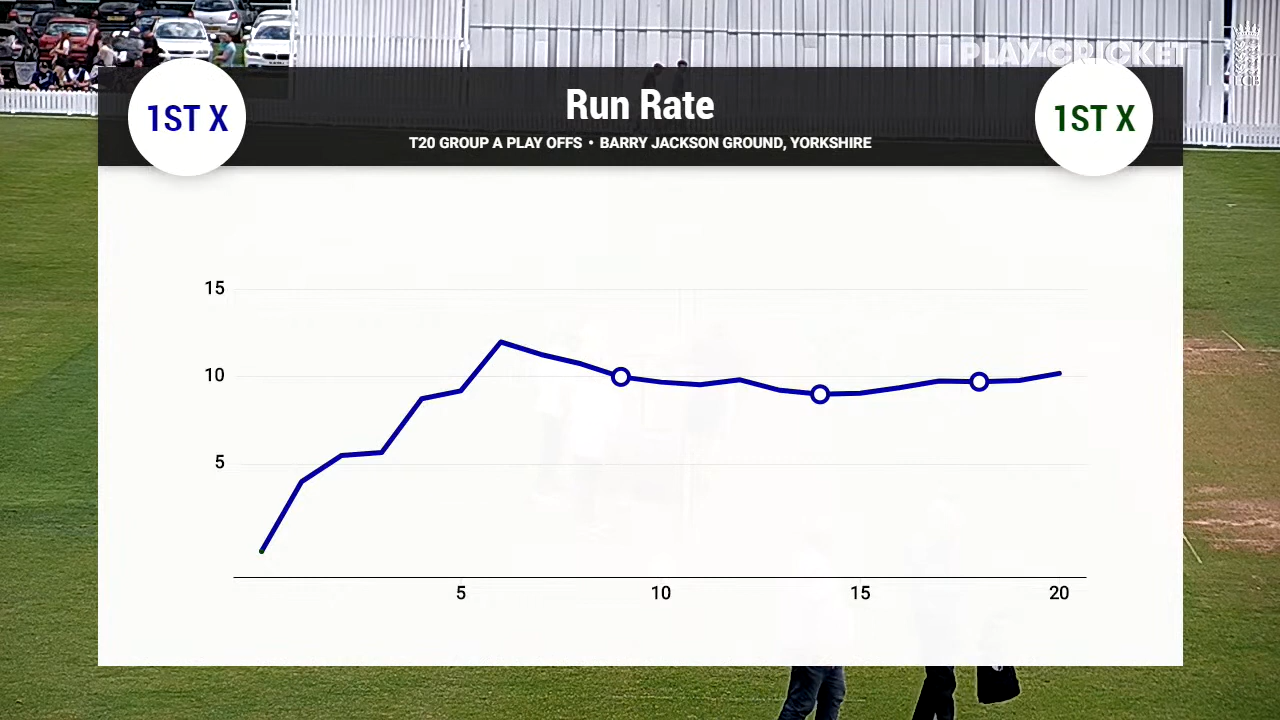 PLAY-CRICKET
ECB
1ST X
Run Rate
1ST X
T20 GROUP A PLAY OFFS • BARRY JACKSON GROUND, YORKSHIRE
15
10
5
5
10
15
20